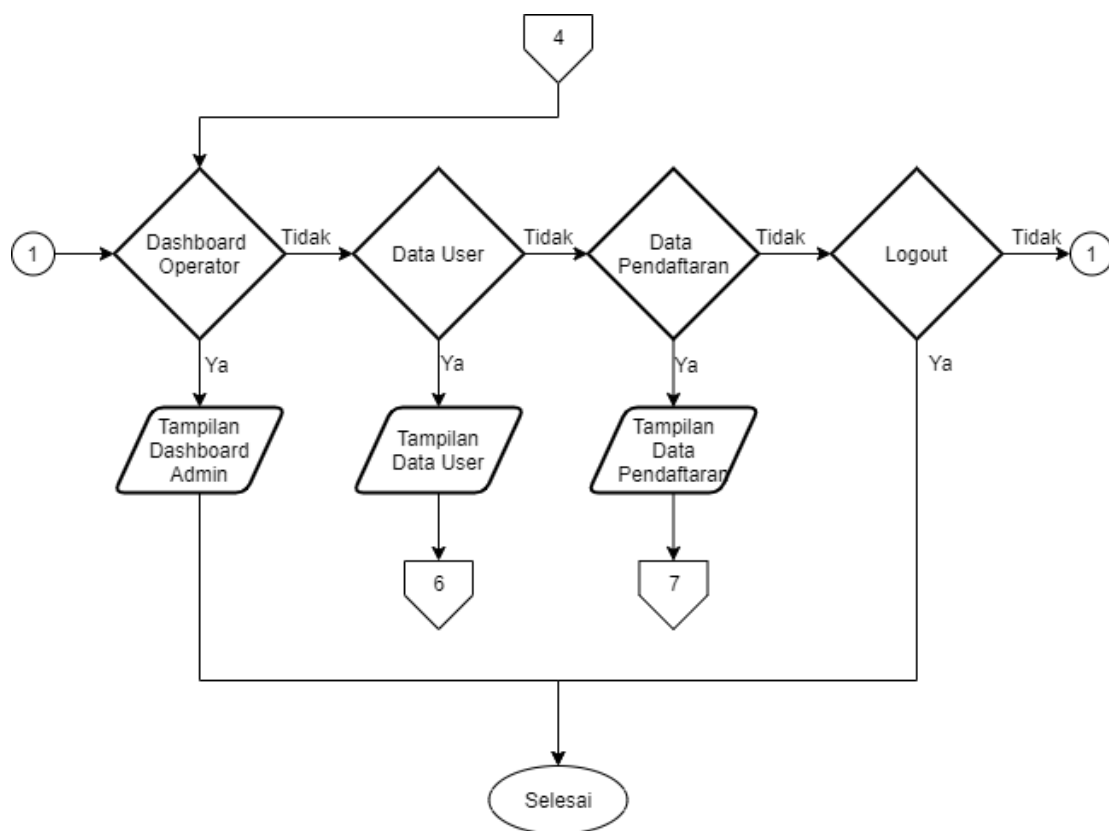 4
1
Dashboard
Operator
Tidak
Data User
Tidak
Data
Pendaftaran
Tidak
Logout
Tidak
1
Ya
Ya
Ya
Ya
Tampilan
Dashboard
Admin
Tampilan
Data User
Tampilan
Data
Pendaftaran
6
7
Selesai